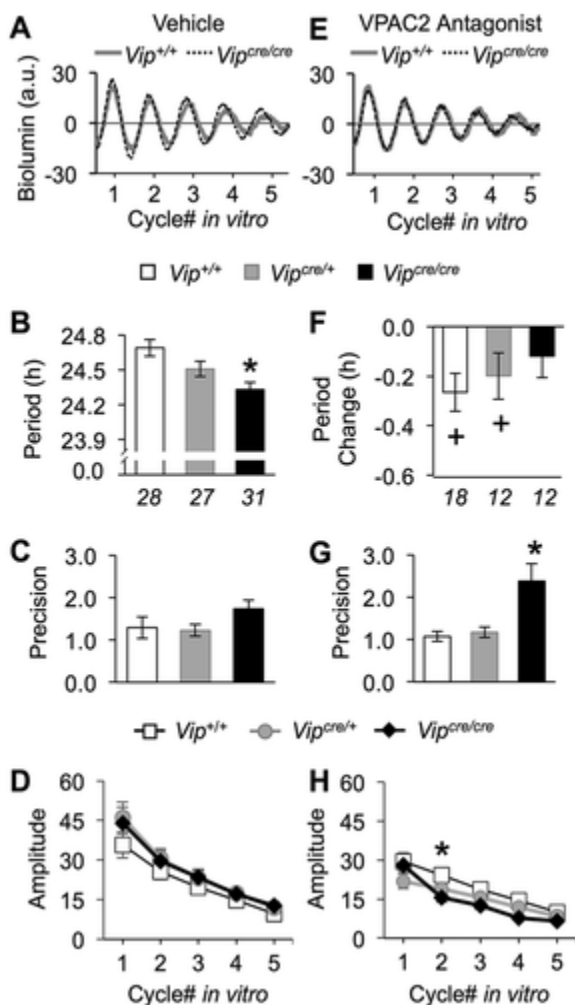 A Vehicle
Vip+/+ Vipcre/cre
Biolumin (a.u.)
30
0
-30
1 2 3 4 5
Cycle# in vitro
E VPAC2 Antagonist
Vip+/+ Vipcre/cre
30
0
-30
1 2 3 4 5
Cycle# in vitro
Vip+/+ Vipcre/+ Vipcre/cre
B
Period (h)
24.8
24.5
24.2
23.9
0.0
*
28 27 31
F
Period
Change (h)
0.0
-0.2
-0.4
-0.6
+ +
18 12 12
C
Precision
3.0
2.0
1.0
0.0
G
Precision
3.0
2.0
1.0
0.0
*
Vip+/+ Vipcre/+ Vipcre/cre
D
Amplitude
60
45
30
15
0
1 2 3 4 5
Cycle# in vitro
H
Amplitude
60
45
30
15
0
*
1 2 3 4 5
Cycle# in vitro